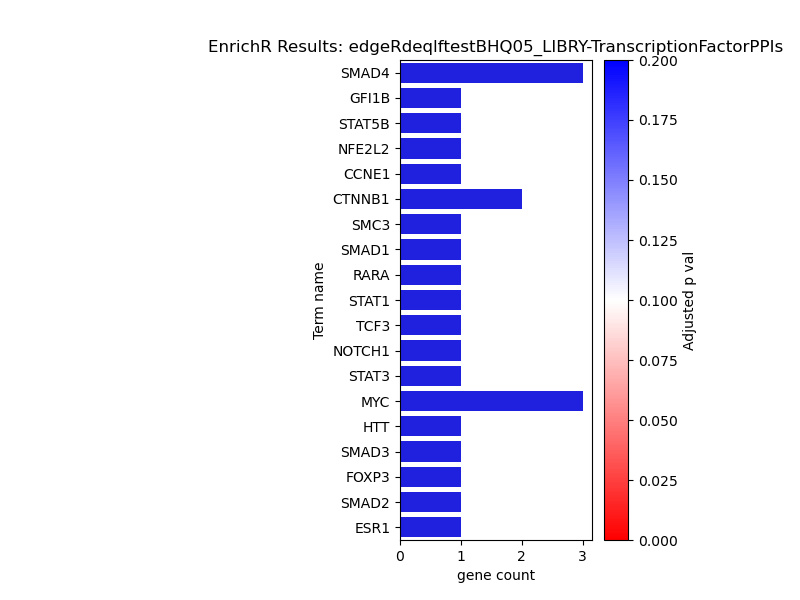 EnrichR Results: edgeRdeqlftestBHQ05_LIBRY-TranscriptionFactorPPIs
SMAD4
GFI1B
STAT5B
NFE2L2
CCNE1
CTNNB1
SMC3
SMAD1
RARA
STAT1
TCF3
NOTCH1
STAT3
MYC
HTT
SMAD3
FOXP3
SMAD2
ESR1
Term name
0 1 2 3
gene count
0.200
0.175
0.150
0.125
0.100
0.075
0.050
0.025
0.000
Adjusted p val